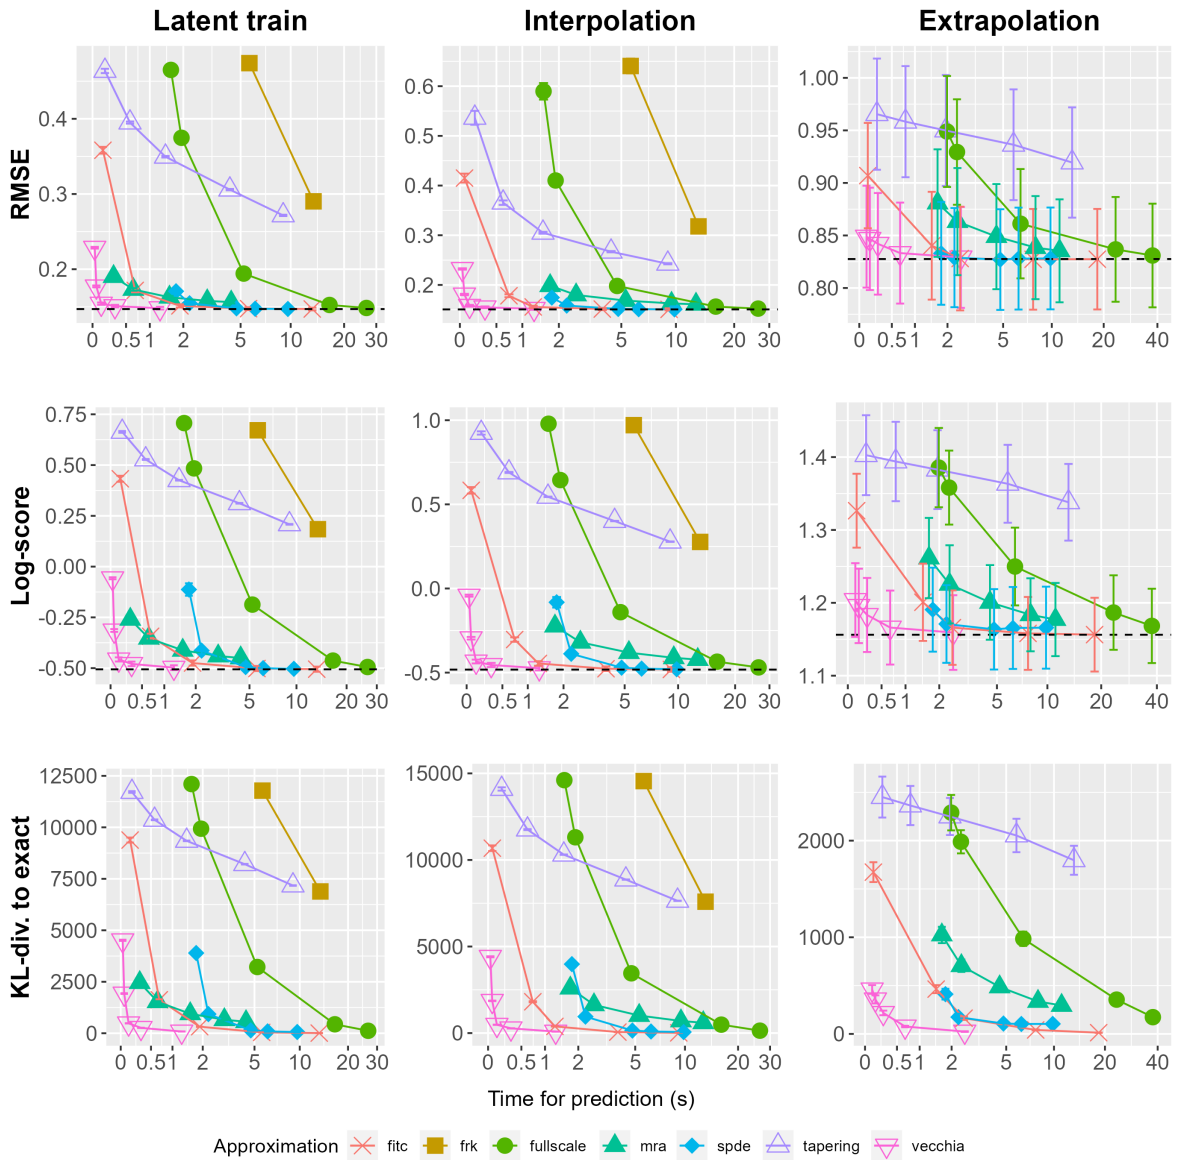 Latent train Interpolation Extrapolation
RMSE
0.4
0.3
0.2
0 0.5 1 2 5 10 20 30
0.6
0.5
0.4
0.3
0.2
0 0.5 1 2 5 10 20 30
1.00
0.95
0.90
0.85
0.80
0 0.5 1 2 5 10 20 40
Log-score
0.75
0.50
0.25
0.00
-0.25
-0.50
0 0.5 1 2 5 10 20 30
1.0
0.5
0.0
-0.5
0 0.5 1 2 5 10 20 30
1.4
1.3
1.2
1.1
0 0.5 1 2 5 10 20 40
KL-div. to exact
12500
10000
7500
5000
2500
0
0 0.5 1 2 5 10 20 30
15000
10000
5000
0
0 0.5 1 2 5 10 20 30
2000
1000
0
0 0.5 1 2 5 10 20 40
Time for prediction (s)
Approximation fitc frk fullscale mra spde tapering vecchia